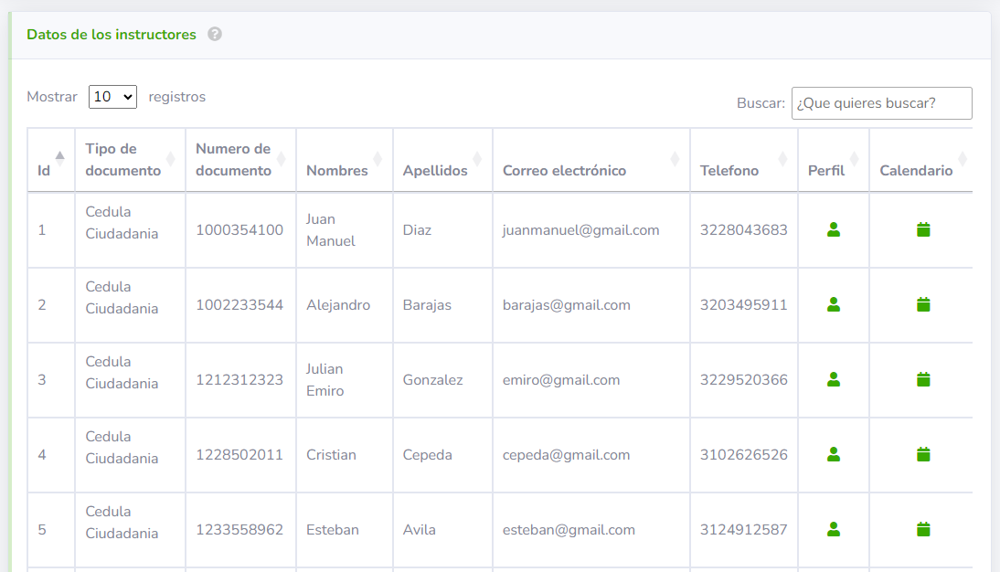 Datos de los instructores ?
Mostrar 10 registros
Buscar: ¿Que quieres buscar?
Id Tipo de documento Numero de documento Nombres Apellidos Correo electrónico Telefono Perfil Calendario
1 Cedula Ciudadania 1000354100 Juan Manuel Diaz juanmanuel@gmail.com 3228043683
2 Cedula Ciudadania 1002233544 Alejandro Barajas barajas@gmail.com 3203495911
3 Cedula Ciudadania 1212312323 Julian Emiro Gonzalez emiro@gmail.com 3229520366
4 Cedula Ciudadania 1228502011 Cristian Cepeda cepeda@gmail.com 3102626526
5 Cedula Ciudadania 1233558962 Esteban Avila esteban@gmail.com 3124912587